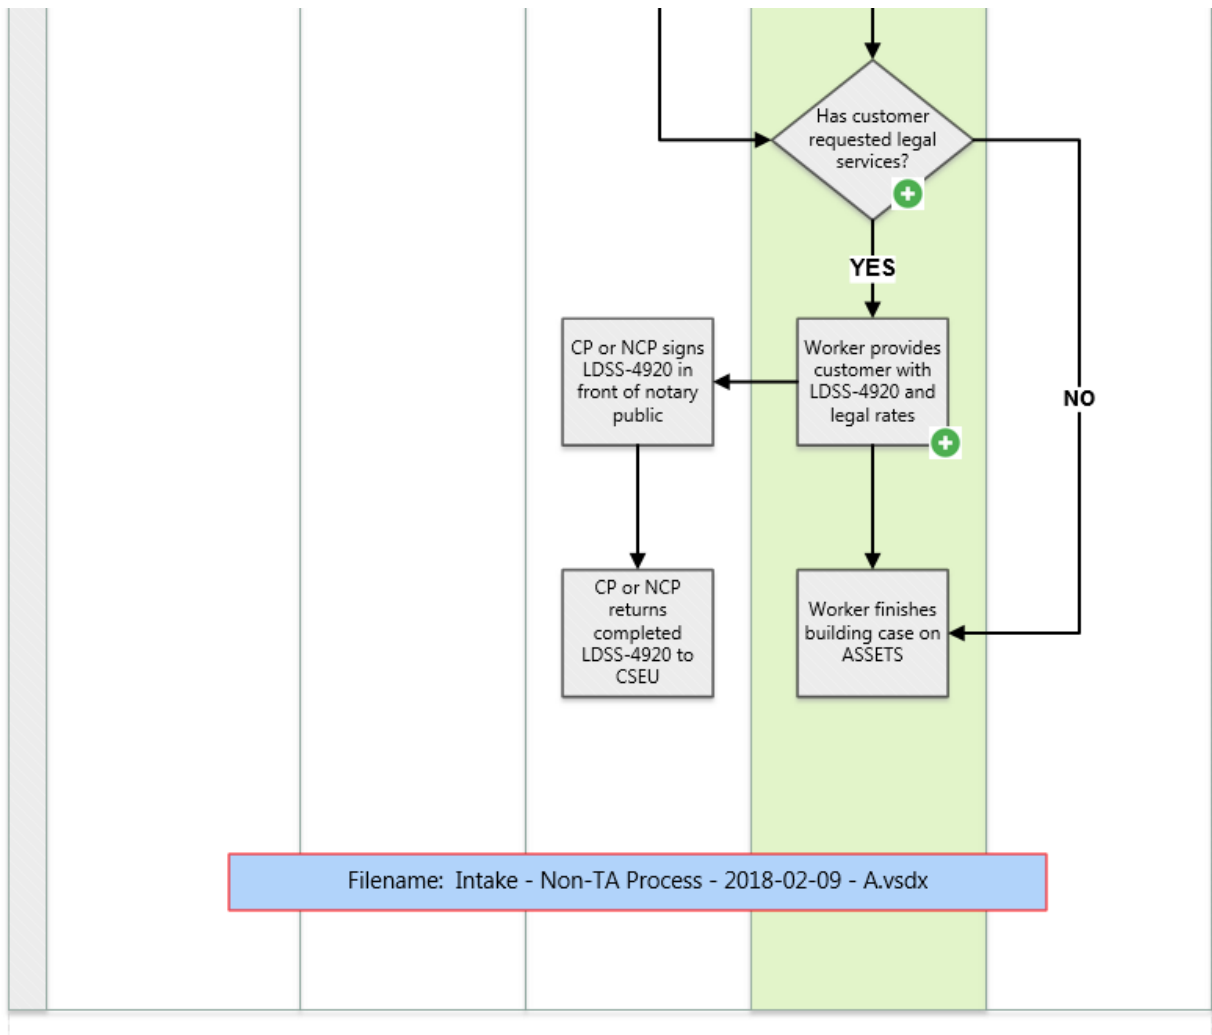 Has customer
requested legal
services?
YES
CP or NCP signs
LDSS-4920 in
front of notary
public
Worker provides
customer with
LDSS-4920 and
legal rates
NO
CP or NCP
returns
completed
LDSS-4920 to
CSEU
Worker finishes
building case on
ASSETS
Filename:  Intake - Non-TA Process - 2018-02-09 - A.vsdx